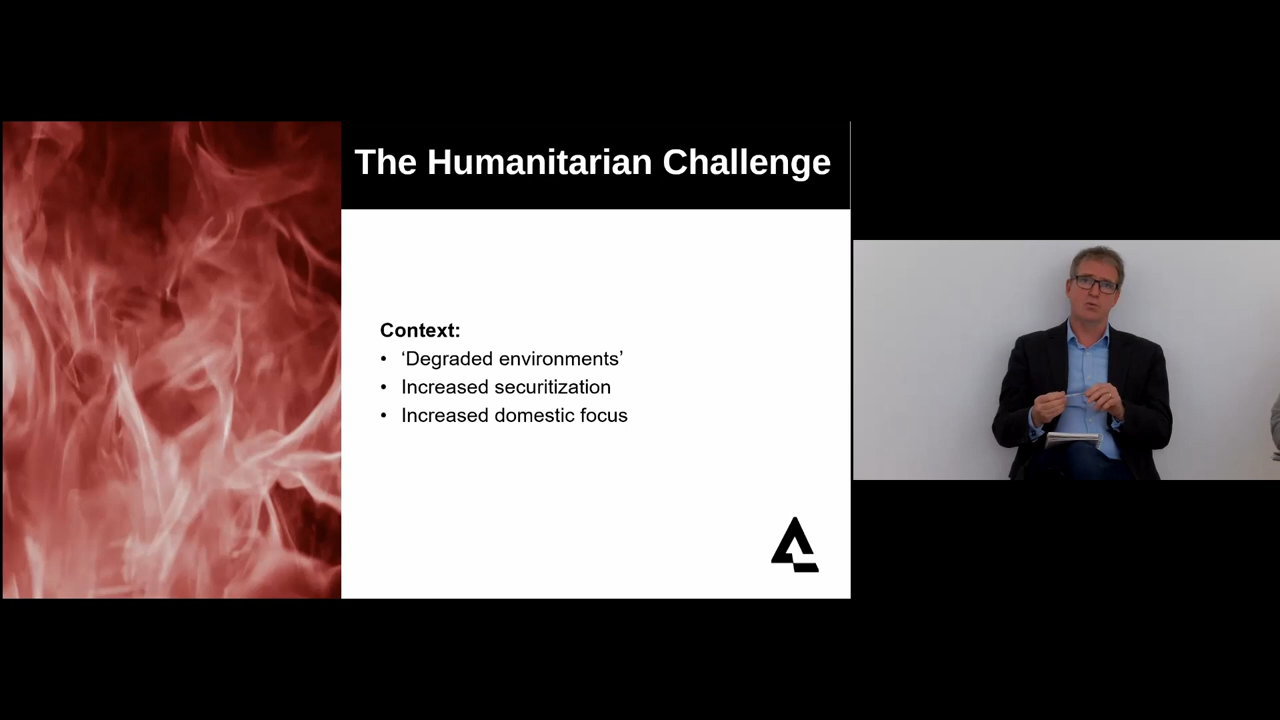 The Humanitarian Challenge
Context:
• ‘Degraded environments’
• Increased securitization
• Increased domestic focus